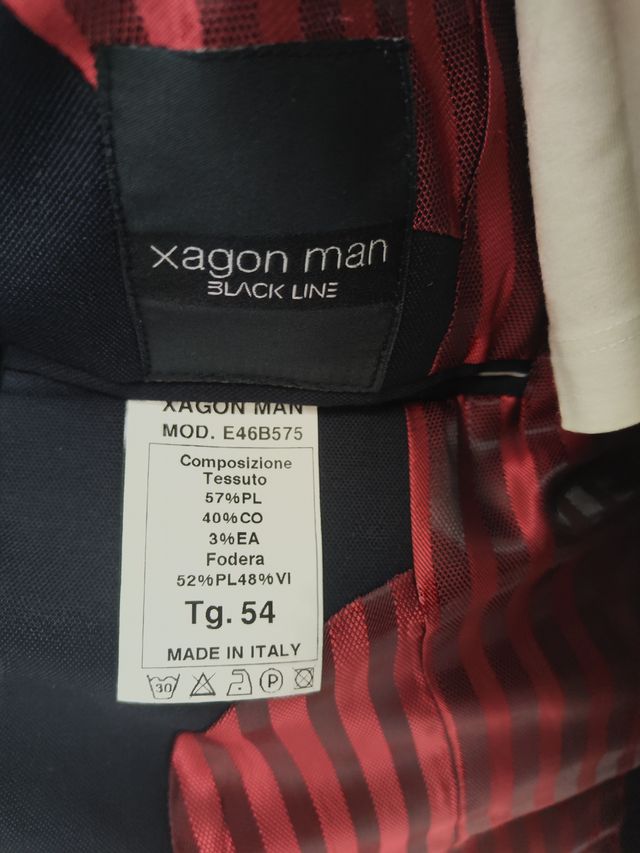 xagon man
BLACK LINE
XAGON MAN
MOD. E46B575
Composizione
Tessuto
57%PL
40%CO
3%EA
Fodera
52%PL48%VI
Tg. 54
MADE IN ITALY
30 P